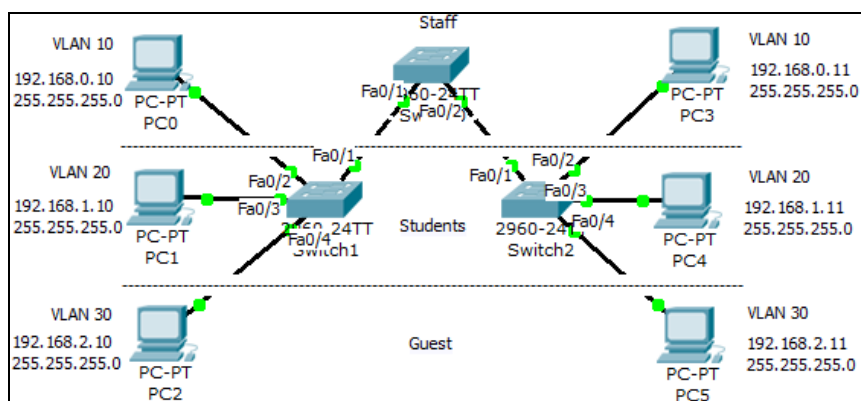 Staff
VLAN 10
192.168.0.10
255.255.255.0
PC-PT
PC0
Fa0/1
Fa0/2
VLAN 10
192.168.0.11
255.255.255.0
PC-PT
PC3
Fa0/1
Fa0/2
Fa0/3
Fa0/4
Switch1
VLAN 20
192.168.1.10
255.255.255.0
PC-PT
PC1
Students
Fa0/1
Fa0/2
Fa0/3
Fa0/4
Switch2
VLAN 20
192.168.1.11
255.255.255.0
PC-PT
PC4
VLAN 30
192.168.2.10
255.255.255.0
PC-PT
PC2
Guest
VLAN 30
192.168.2.11
255.255.255.0
PC-PT
PC5